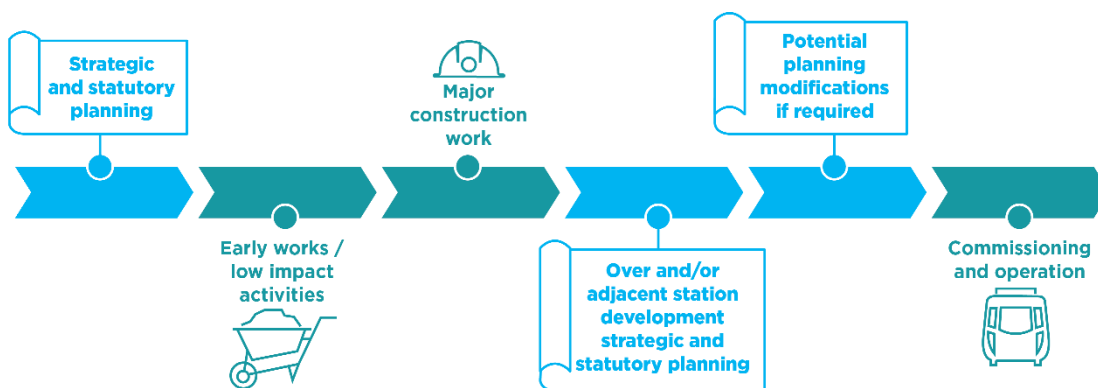 Strategic
and statutory
planning
Early works /
low impact
activities
Major
construction
work
Over and/or
adjacent station
development
strategic and
statutory planning
Potential
planning
modifications
if required
Commissioning
and operation